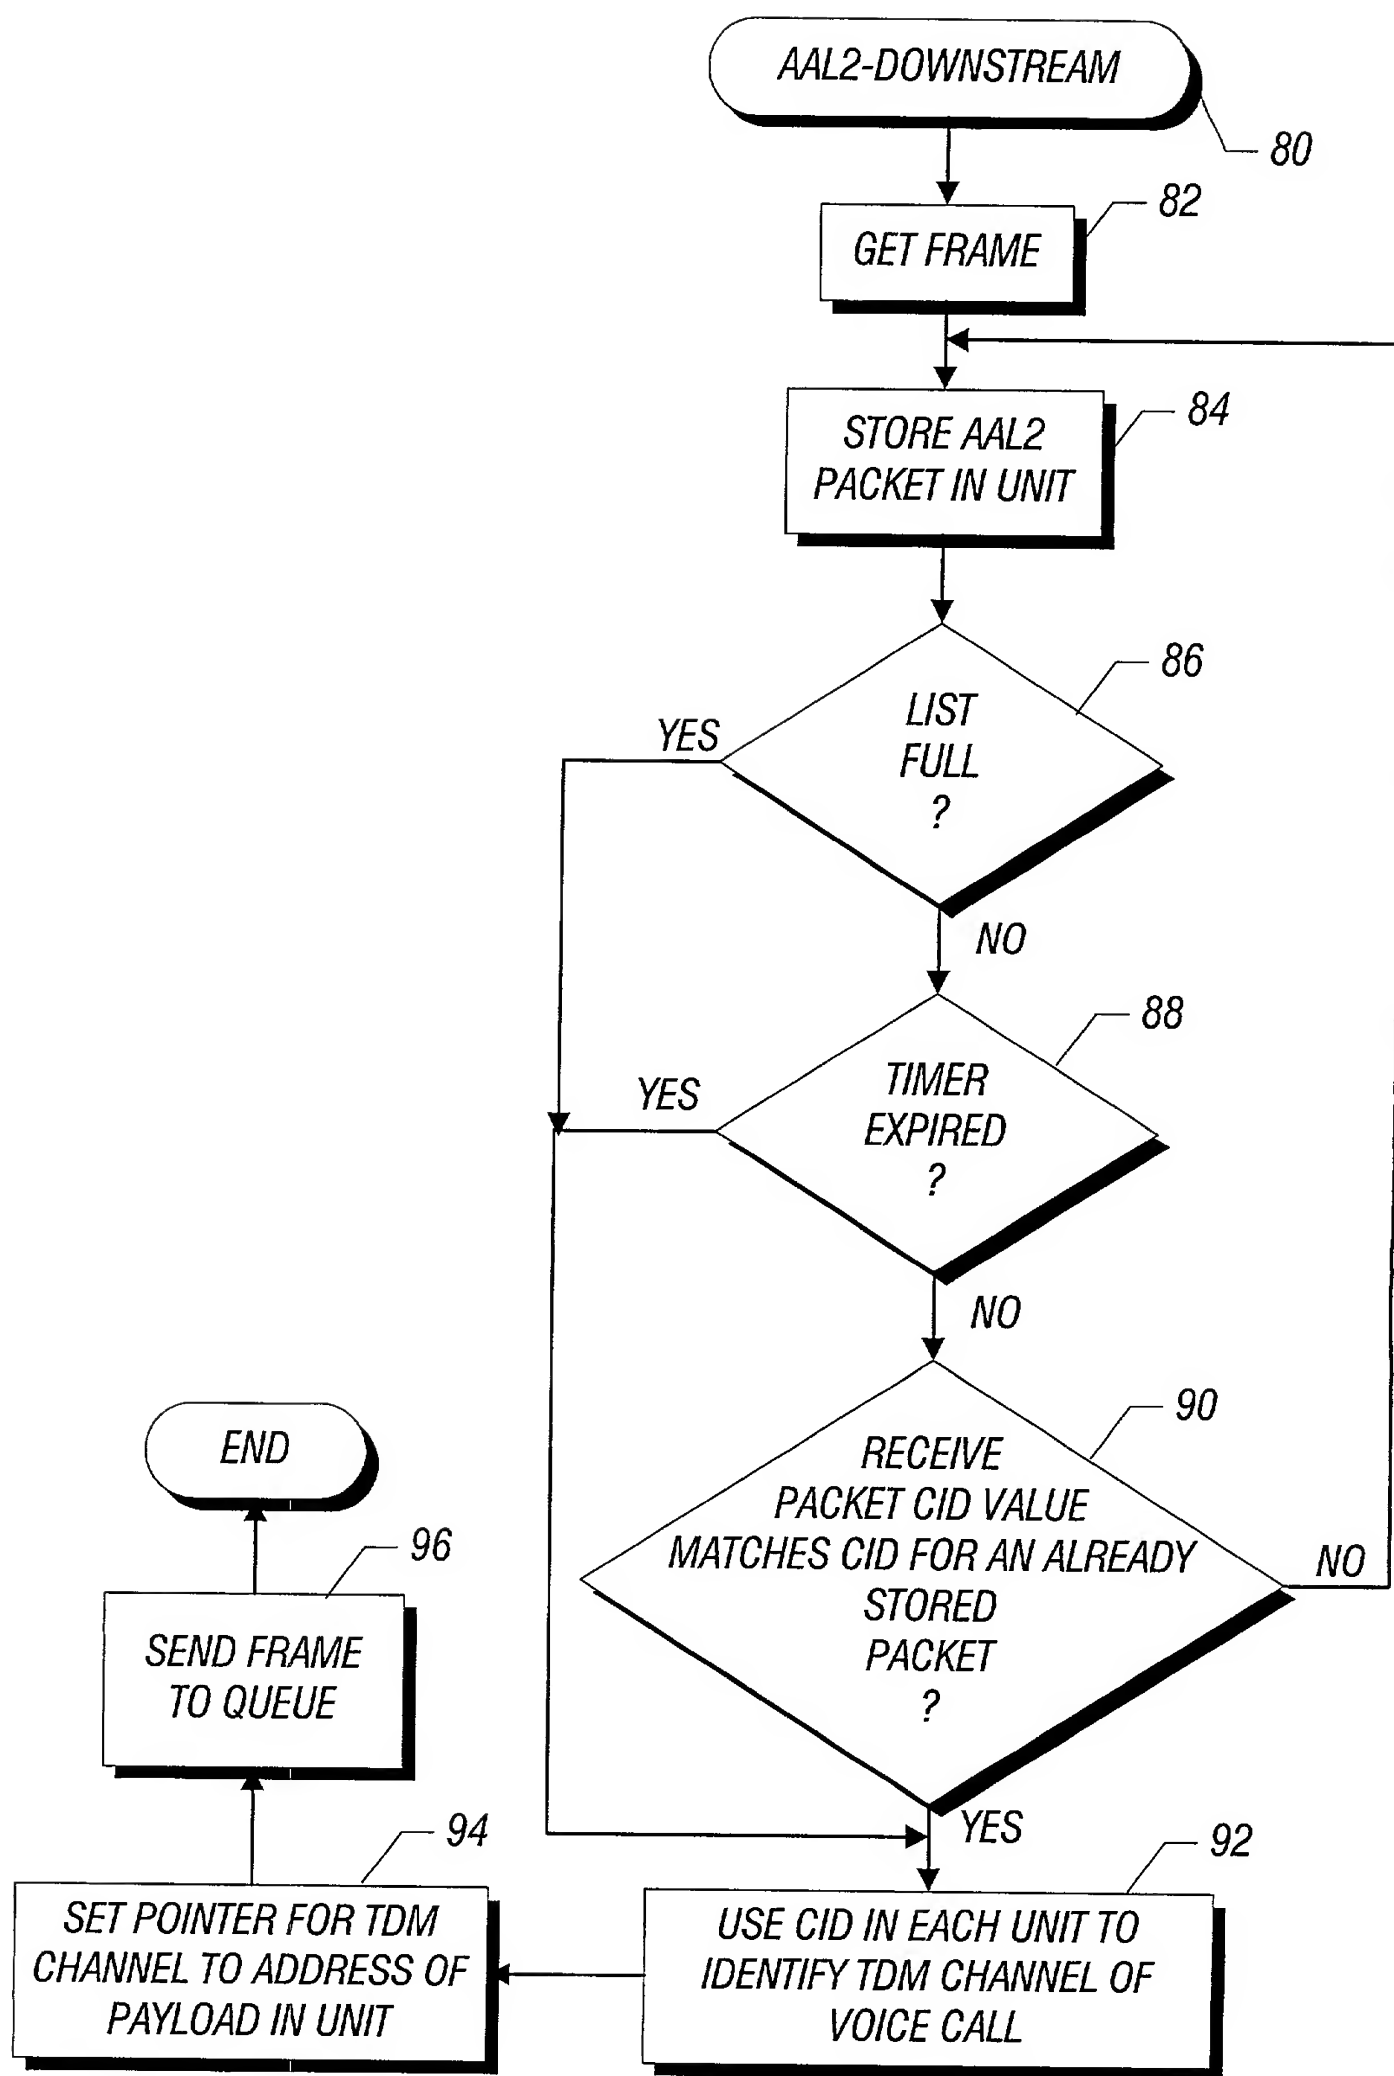 AAL2-DOWNSTREAM
80
82
GET FRAME
84
STORE AAL2
PACKET IN UNIT
86
LIST
FULL
?
YES
NO
88
TIMER
EXPIRED
?
YES
NO
90
RECEIVE
PACKET CID VALUE
MATCHES CID FOR AN ALREADY
STORED
PACKET
?
NO
YES
92
USE CID IN EACH UNIT TO
IDENTIFY TDM CHANNEL OF
VOICE CALL
94
SET POINTER FOR TDM
CHANNEL TO ADDRESS OF
PAYLOAD IN UNIT
96
SEND FRAME
TO QUEUE
END